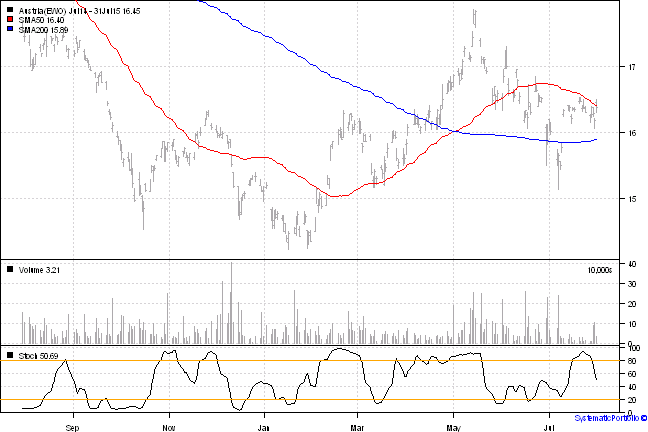 Austria(EWO) Jul14 - 31Jul15 16.45
SMA50 16.40
SMA200 15.89
17
16
15
Volume 3.21
10,000s
40
30
20
10
0
Stoch 50.69
100
80
60
40
20
0
Sep Nov Jan Mar May Jul
SystematicPortfolio ©